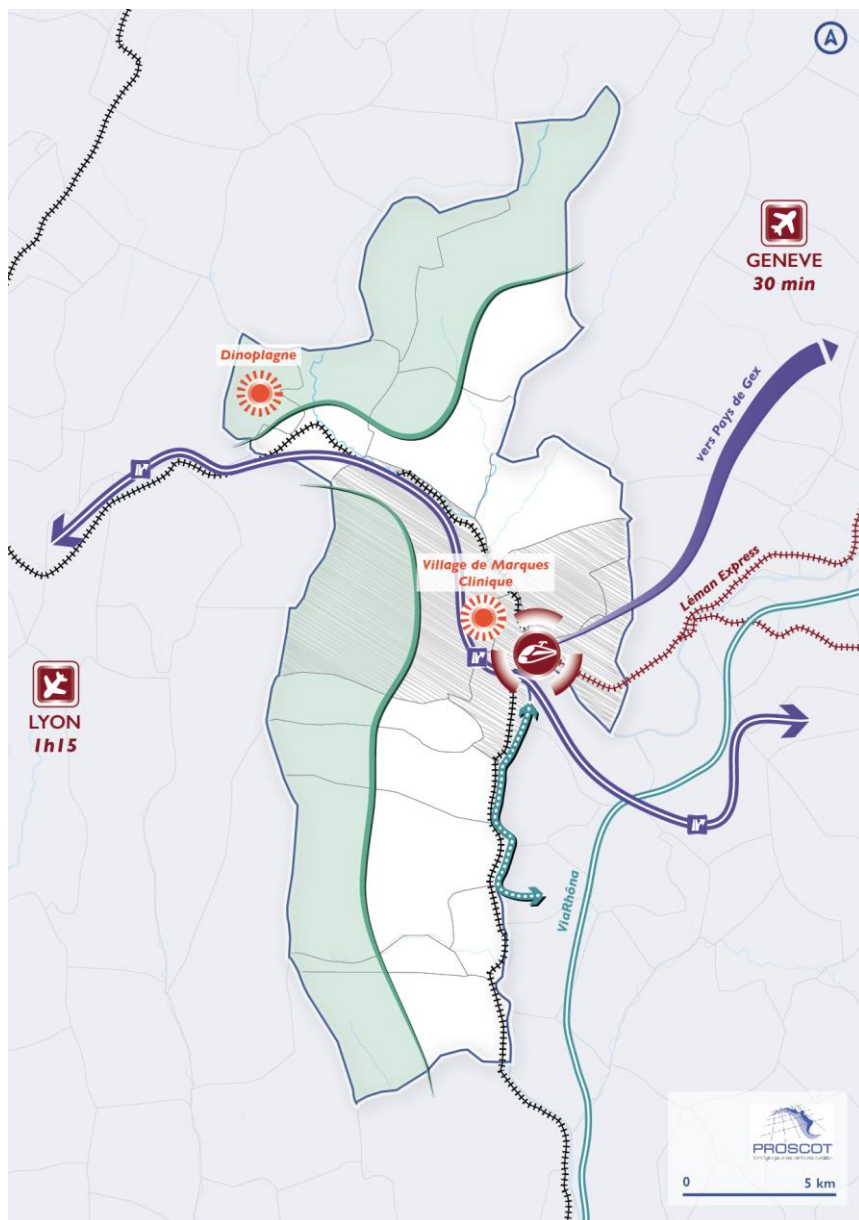 GENEVE
30 min
Dinoplagne
vers Pays de Gex
Village de Marques
Clinique
Léman Express
LYON
1h15
ViaRhôna
PROSCOT
0 5 km